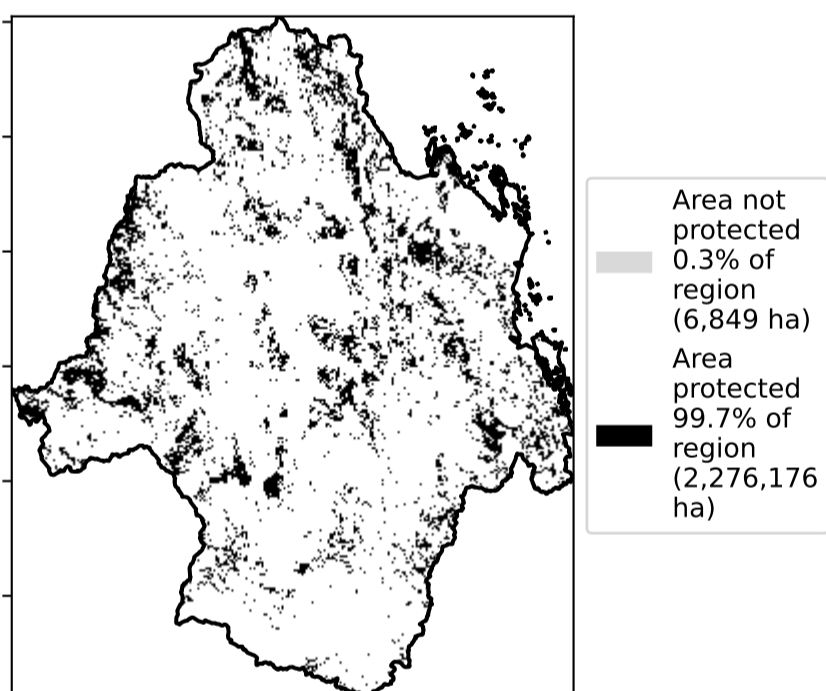 Area not
protected
0.3% of
region
(6,849 ha)
Area
protected
99.7% of
region
(2,276,176
ha)